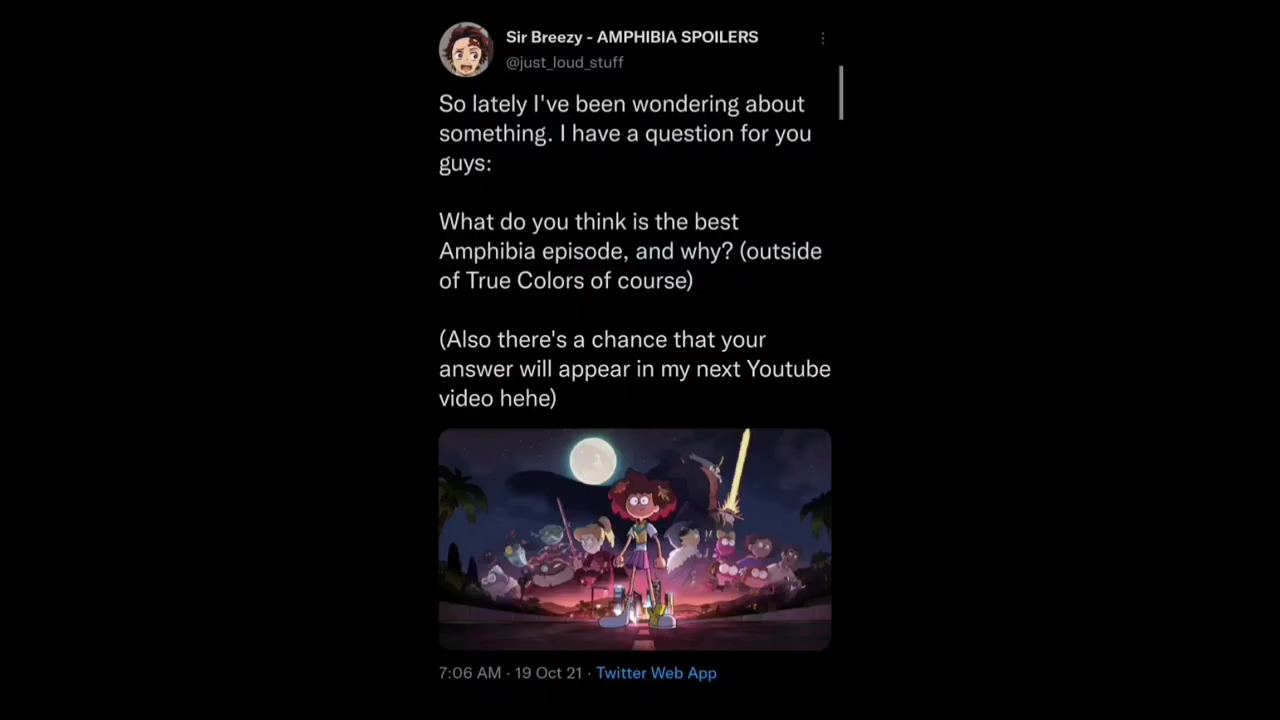 Sir Breezy - AMPHIBIA SPOILERS
@just_loud_stuff
So lately I've been wondering about
something. I have a question for you
guys:
What do you think is the best
Amphibia episode, and why? (outside
of True Colors of course)
(Also there's a chance that your
answer will appear in my next Youtube
video hehe)
7:06 AM · 19 Oct 21 · Twitter Web App